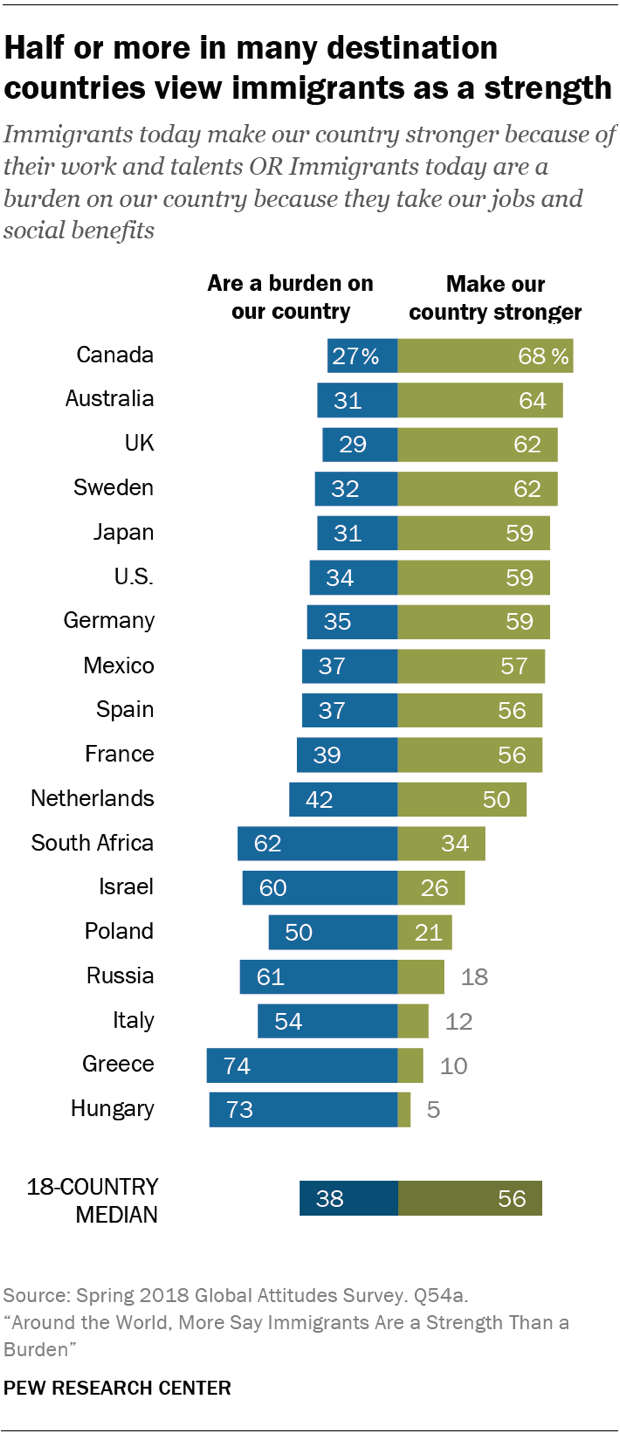 Half or more in many destination
countries view immigrants as a strength
Immigrants today make our country stronger because of
their work and talents OR Immigrants today are a
burden on our country because they take our jobs and
social benefits
Are a burden on our country
Make our country stronger
Canada 27% 68%
Australia 31 64
UK 29 62
Sweden 32 62
Japan 31 59
U.S. 34 59
Germany 35 59
Mexico 37 57
Spain 37 56
France 39 56
Netherlands 42 50
South Africa 62 34
Israel 60 26
Poland 50 21
Russia 61 18
Italy 54 12
Greece 74 10
Hungary 73 5
18-COUNTRY
MEDIAN 38 56
Source: Spring 2018 Global Attitudes Survey. Q54a.
“Around the World, More Say Immigrants Are a Strength Than a
Burden”
PEW RESEARCH CENTER